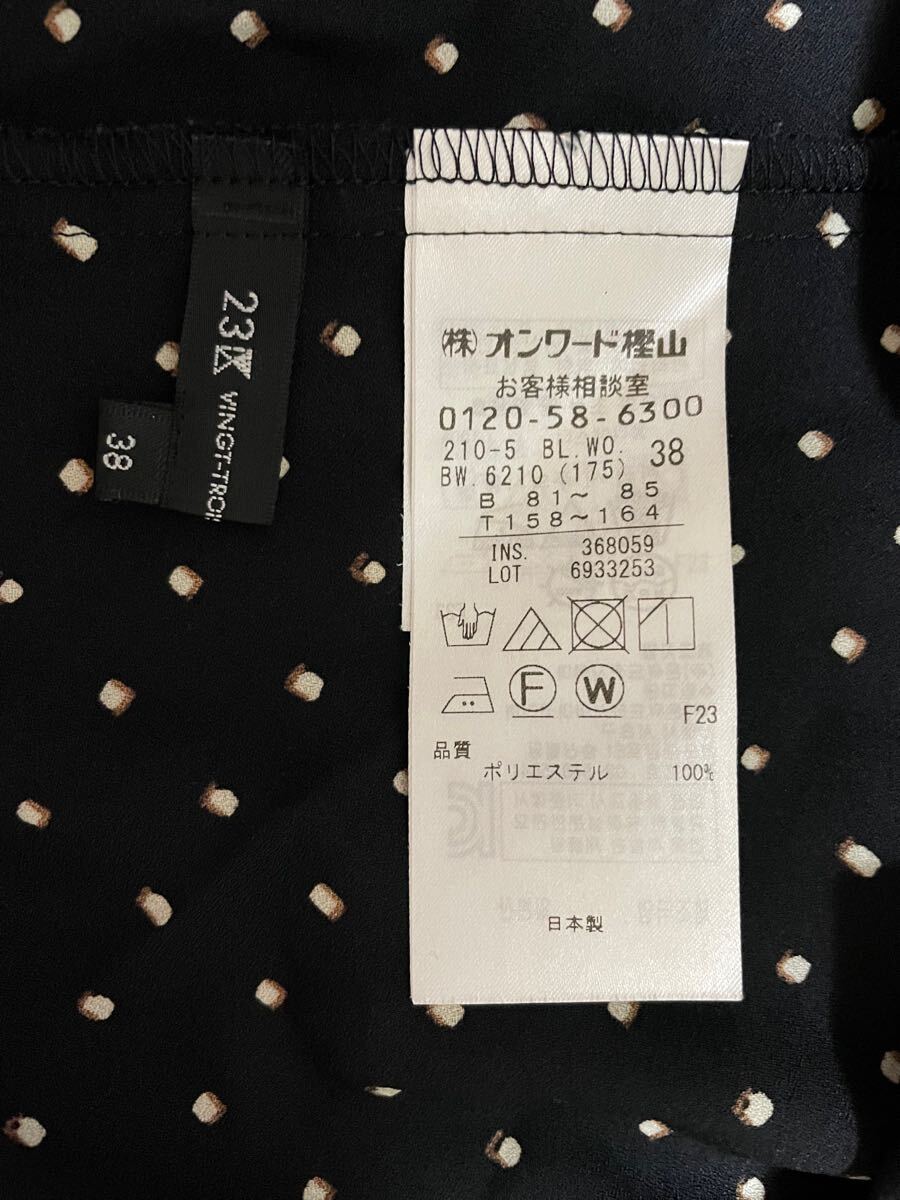 23区 VINGT-TROIS
38
(株)オンワード樫山
お客様相談室
0120-58-6300
210-5 BL.WO. 38
BW.6210 (175)
B 81～ 85
T158～164
INS. 368059
LOT 6933253
F W
F23
品質
ポリエステル 100%
日本製